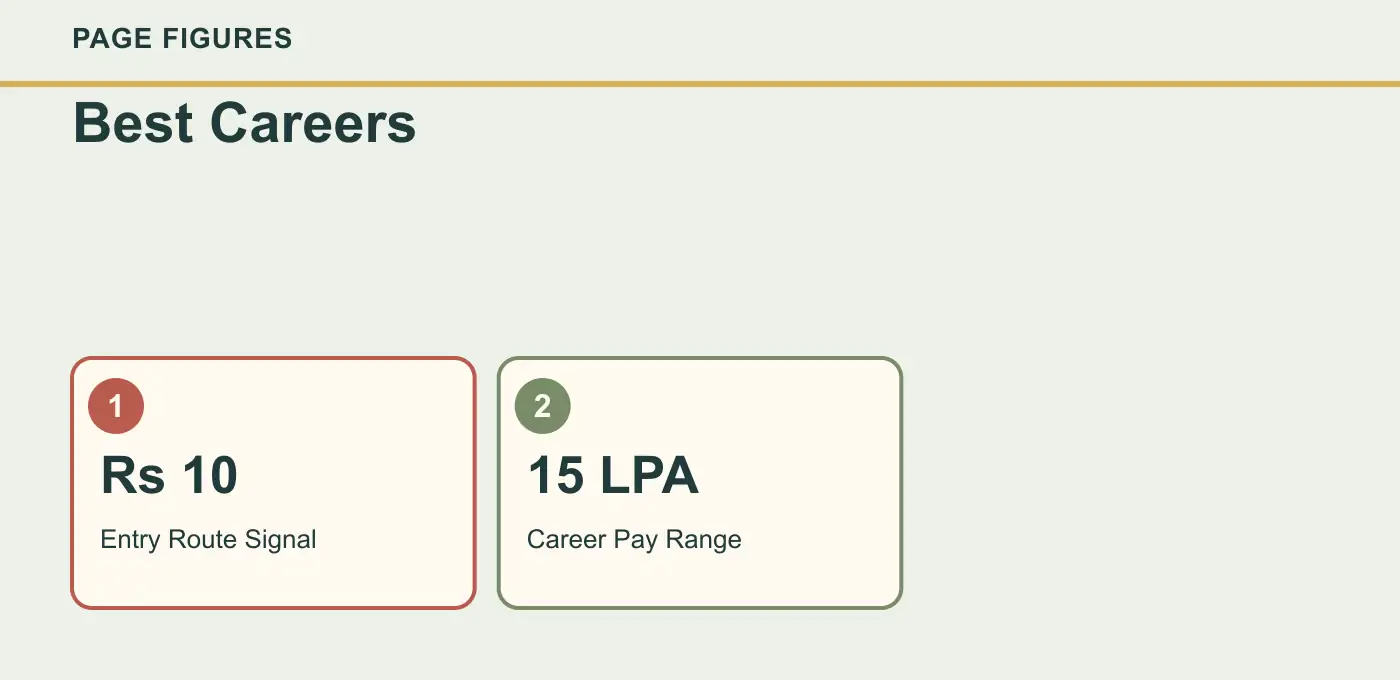 PAGE FIGURES
Best Careers
1
Rs 10
Entry Route Signal
2
15 LPA
Career Pay Range